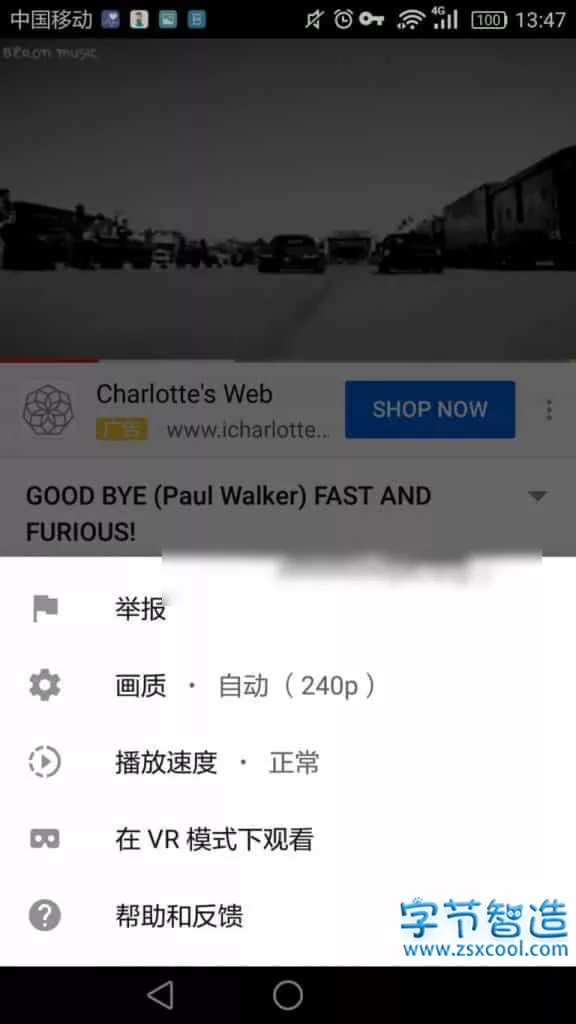 中国移动 4G 100 13:47
BEaon music
Charlotte's Web
广告 www.icharlotte...
SHOP NOW
GOOD BYE (Paul Walker) FAST AND
FURIOUS!
举报
画质 · 自动（240p）
播放速度 · 正常
在 VR 模式下观看
帮助和反馈
字节智造
www.zsxcool.com